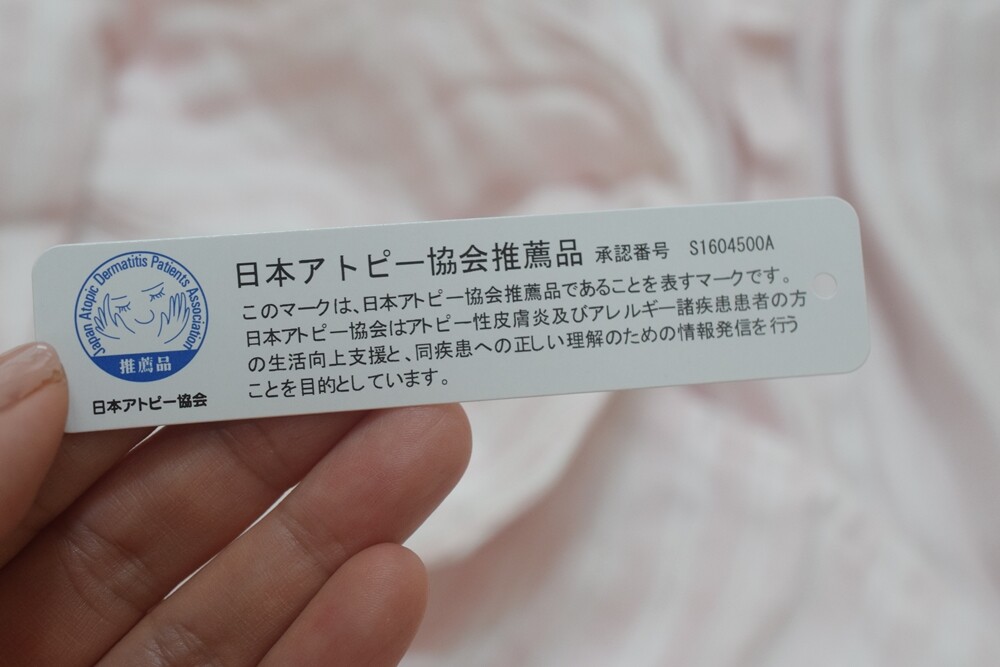 Japan Atopic Dermatitis Patients Association
推薦品
日本アトピー協会
日本アトピー協会推薦品 承認番号 S1604500A
このマークは、日本アトピー協会推薦品であることを表すマークです。
日本アトピー協会はアトピー性皮膚炎及びアレルギー諸疾患患者の方
の生活向上支援と、同疾患への正しい理解のための情報発信を行う
ことを目的としています。